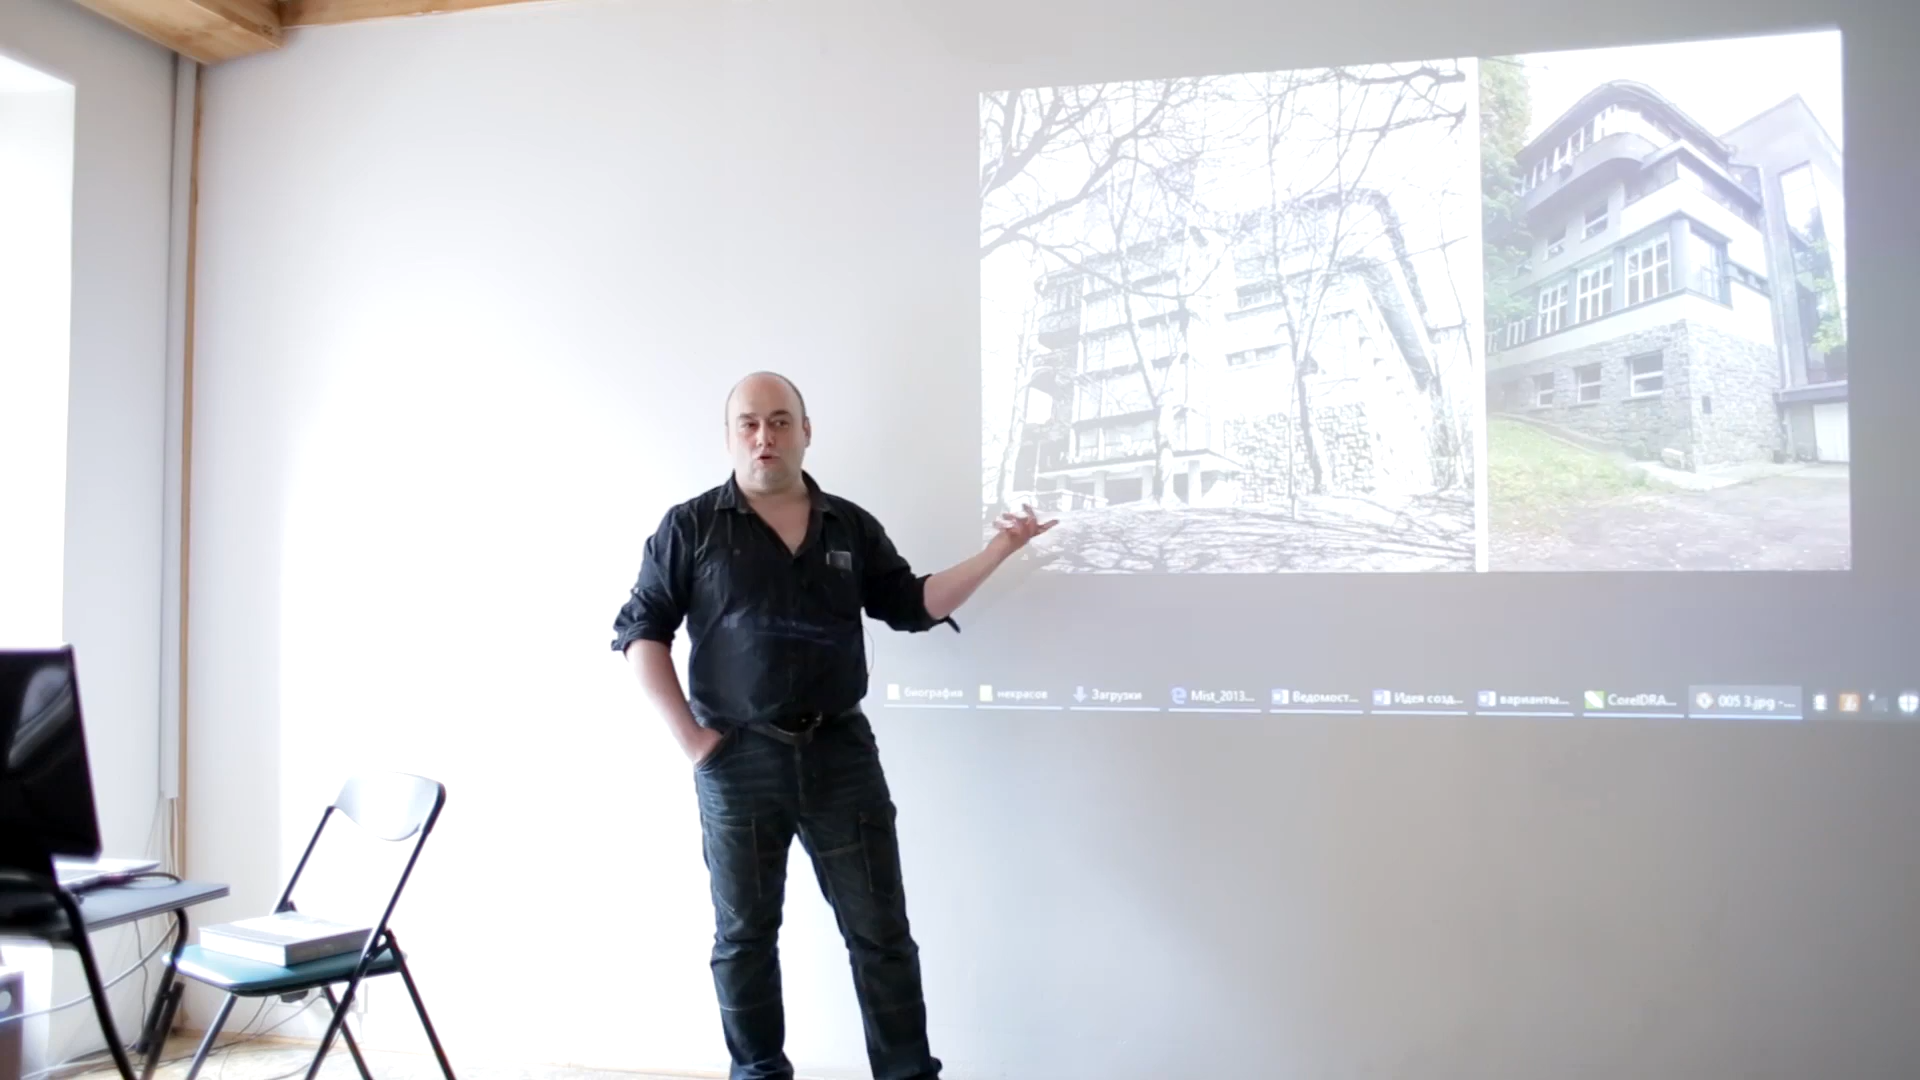 биография некрасов Загрузки Mist_2013... Ведомост... Идея созд... варианты... CorelDRA... 005 3.jpg -...